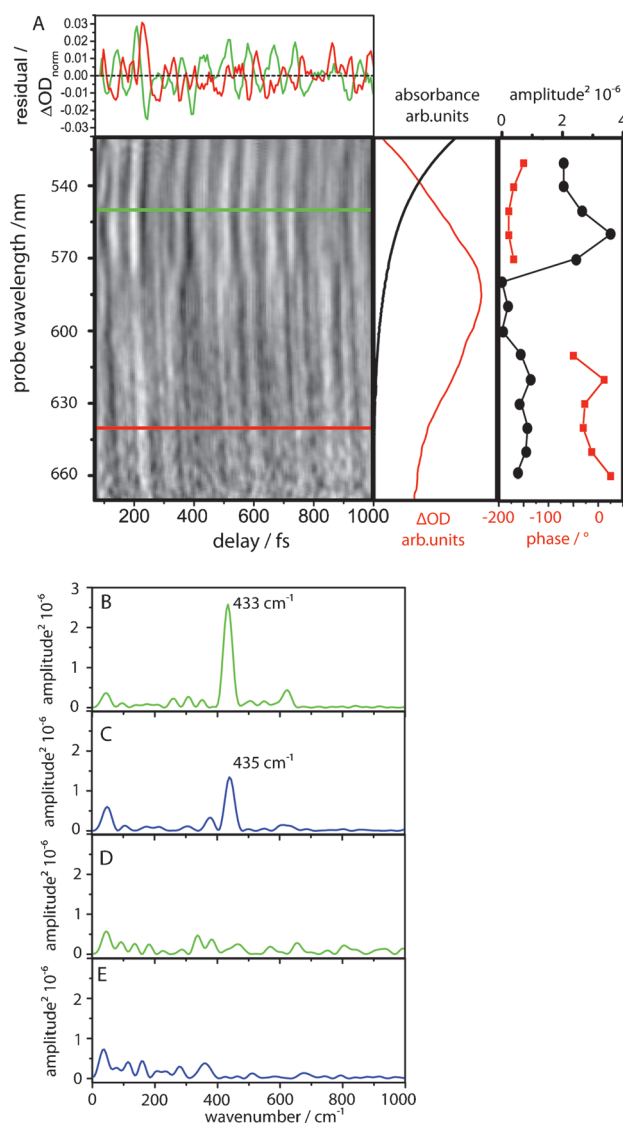 A
residual /
ΔOD norm
0.03
0.02
0.01
0.00
-0.01
-0.02
-0.03
absorbance
arb.units
amplitude² 10⁻⁶
0 2 4
probe wavelength /nm
540
570
600
630
660
200 400 600 800 1000
delay / fs
ΔOD
arb.units
-200 -100 0
phase / °
B
433 cm⁻¹
amplitude² 10⁻⁶
3
2
1
0
C
435 cm⁻¹
amplitude² 10⁻⁶
2
1
0
D
amplitude² 10⁻⁶
2
1
0
E
amplitude² 10⁻⁶
2
1
0
0 200 400 600 800 1000
wavenumber / cm⁻¹